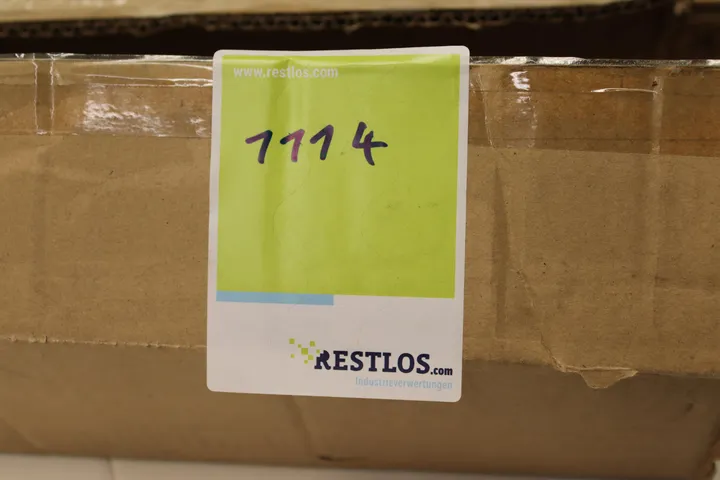 www.restlos.com
1114
RESTLOS.com
Industrieverwertungen